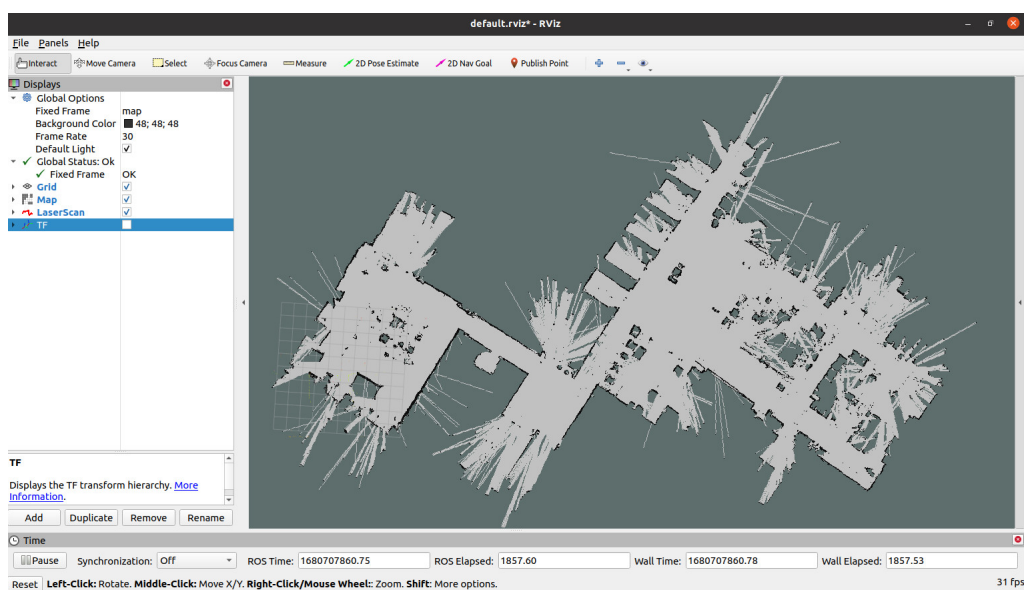 default.rviz* - RViz
File Panels Help
Interact Move Camera Select Focus Camera Measure 2D Pose Estimate 2D Nav Goal Publish Point
Displays
Global Options
Fixed Frame map
Background Color 48; 48; 48
Frame Rate 30
Default Light
Global Status: Ok
Fixed Frame OK
Grid
Map
LaserScan
TF
TF
Displays the TF transform hierarchy. More
Information.
Add Duplicate Remove Rename
Time
Pause Synchronization: Off ROS Time: 1680707860.75 ROS Elapsed: 1857.60 Wall Time: 1680707860.78 Wall Elapsed: 1857.53
Reset Left-Click: Rotate. Middle-Click: Move X/Y. Right-Click/Mouse Wheel:: Zoom. Shift: More options. 31 fps